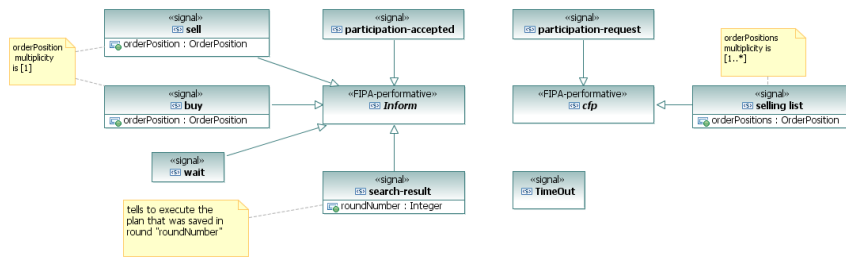 «signal»
sell
orderPosition : OrderPosition
«signal»
participation-accepted
«signal»
participation-request
orderPosition
multiplicity
is [1]
orderPositions
multiplicity is
[1..*]
«signal»
buy
orderPosition : OrderPosition
«FIPA-performative»
Inform
«FIPA-performative»
cfp
«signal»
selling list
orderPositions : OrderPosition
«signal»
wait
«signal»
search-result
roundNumber : Integer
«signal»
TimeOut
tells to execute the
plan that was saved in
round "roundNumber"